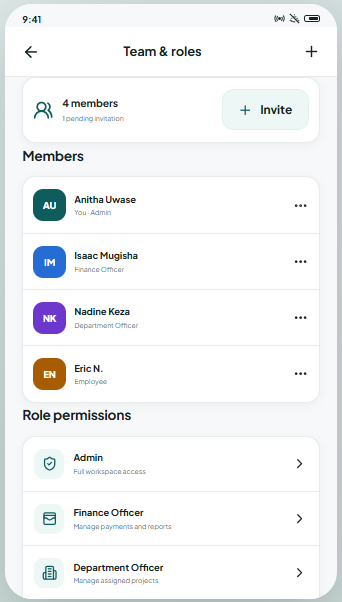 9:41
Team & roles
4 members
1 pending invitation
Invite
Members
AU
Anitha Uwase
You · Admin
IM
Isaac Mugisha
Finance Officer
NK
Nadine Keza
Department Officer
EN
Eric N.
Employee
Role permissions
Admin
Full workspace access
Finance Officer
Manage payments and reports
Department Officer
Manage assigned projects